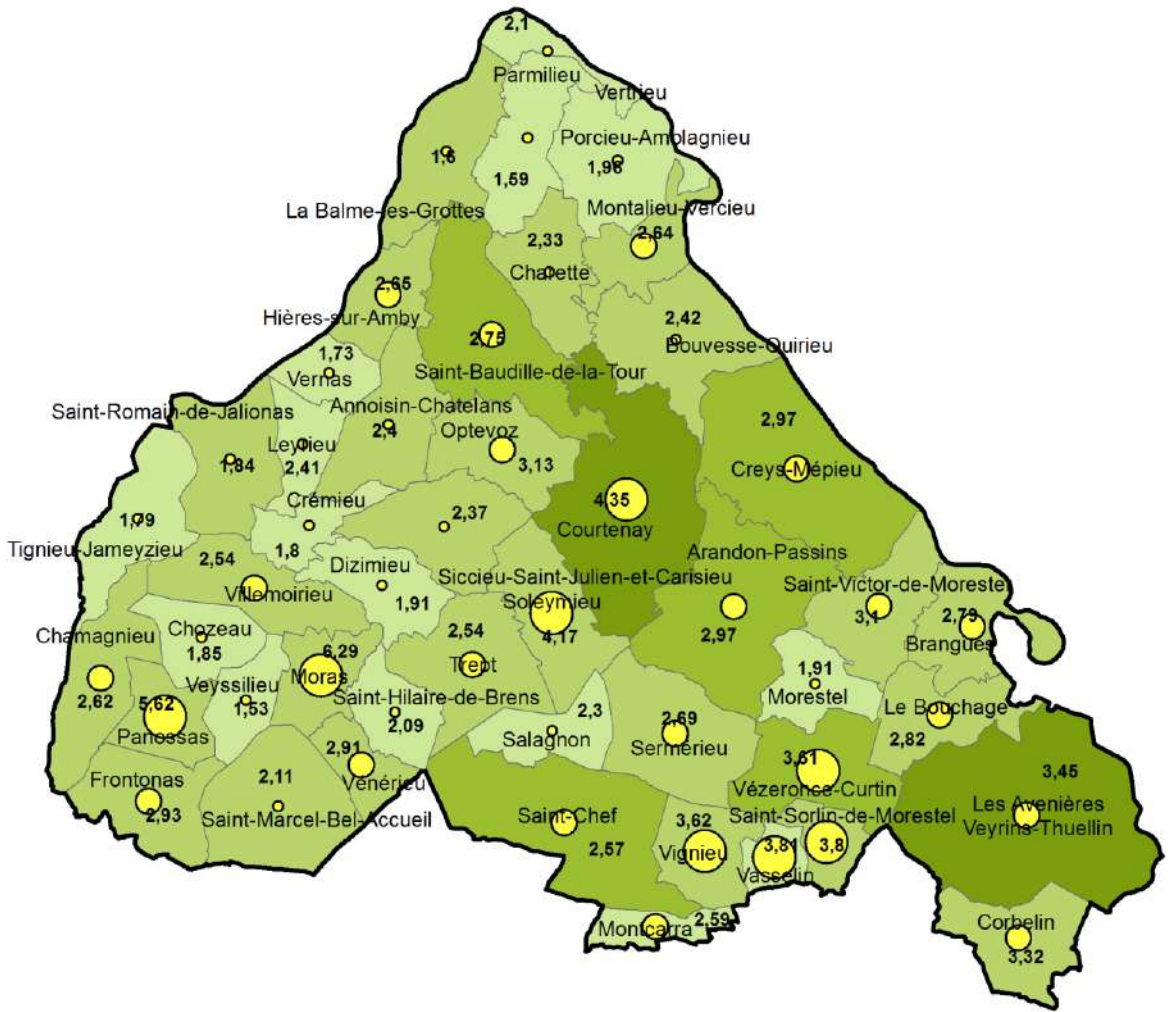 2,1
Parmilieu
Vertrieu
Porcieu-Amblagnieu
1,6
1,59
1,98
La Balme-les-Grottes
Montalieu-Vercieu
2,64
2,33
Charette
2,65
Hières-sur-Amby
2,75
2,42
Bouvesse-Quirieu
1,73
Vernas
Saint-Baudille-de-la-Tour
Saint-Romain-de-Jalionas
Annoisin-Chatelans
2,4
Optevoz
2,97
Leyrieu
2,41
1,84
3,13
Creys-Mépieu
4,35
Courtenay
Crémieu
1,8
1,79
Tignieu-Jameyzieu
2,37
2,54
Villemoirieu
Dizimieu
1,91
Siccieu-Saint-Julien-et-Carisieu
Soleymieu
4,17
Arandon-Passins
2,97
Saint-Victor-de-Morestel
3,1
2,79
Brangues
Chamagnieu
2,62
Chozeau
1,85
6,29
Moras
2,54
Trept
Veyssilieu
1,53
Saint-Hilaire-de-Brens
2,09
1,91
Morestel
5,62
Panossas
2,3
Salagnon
2,69
Sermérieu
Le Bouchage
2,82
2,91
Vénérieu
Frontonas
2,93
2,11
Saint-Marcel-Bel-Accueil
3,61
Vézeronce-Curtin
3,45
Les Avenières
Veyrins-Thuellin
Saint-Chef
2,57
3,62
Vignieu
Saint-Sorlin-de-Morestel
3,81
Vasselin
3,8
Montcarra
2,59
Corbelin
3,32